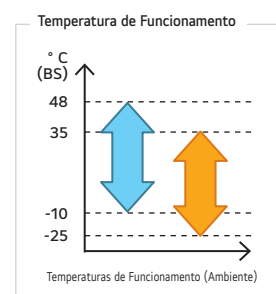 Temperatura de Funcionamento
° C
(BS)
48
35
-10
-25
Temperaturas de Funcionamento (Ambiente)